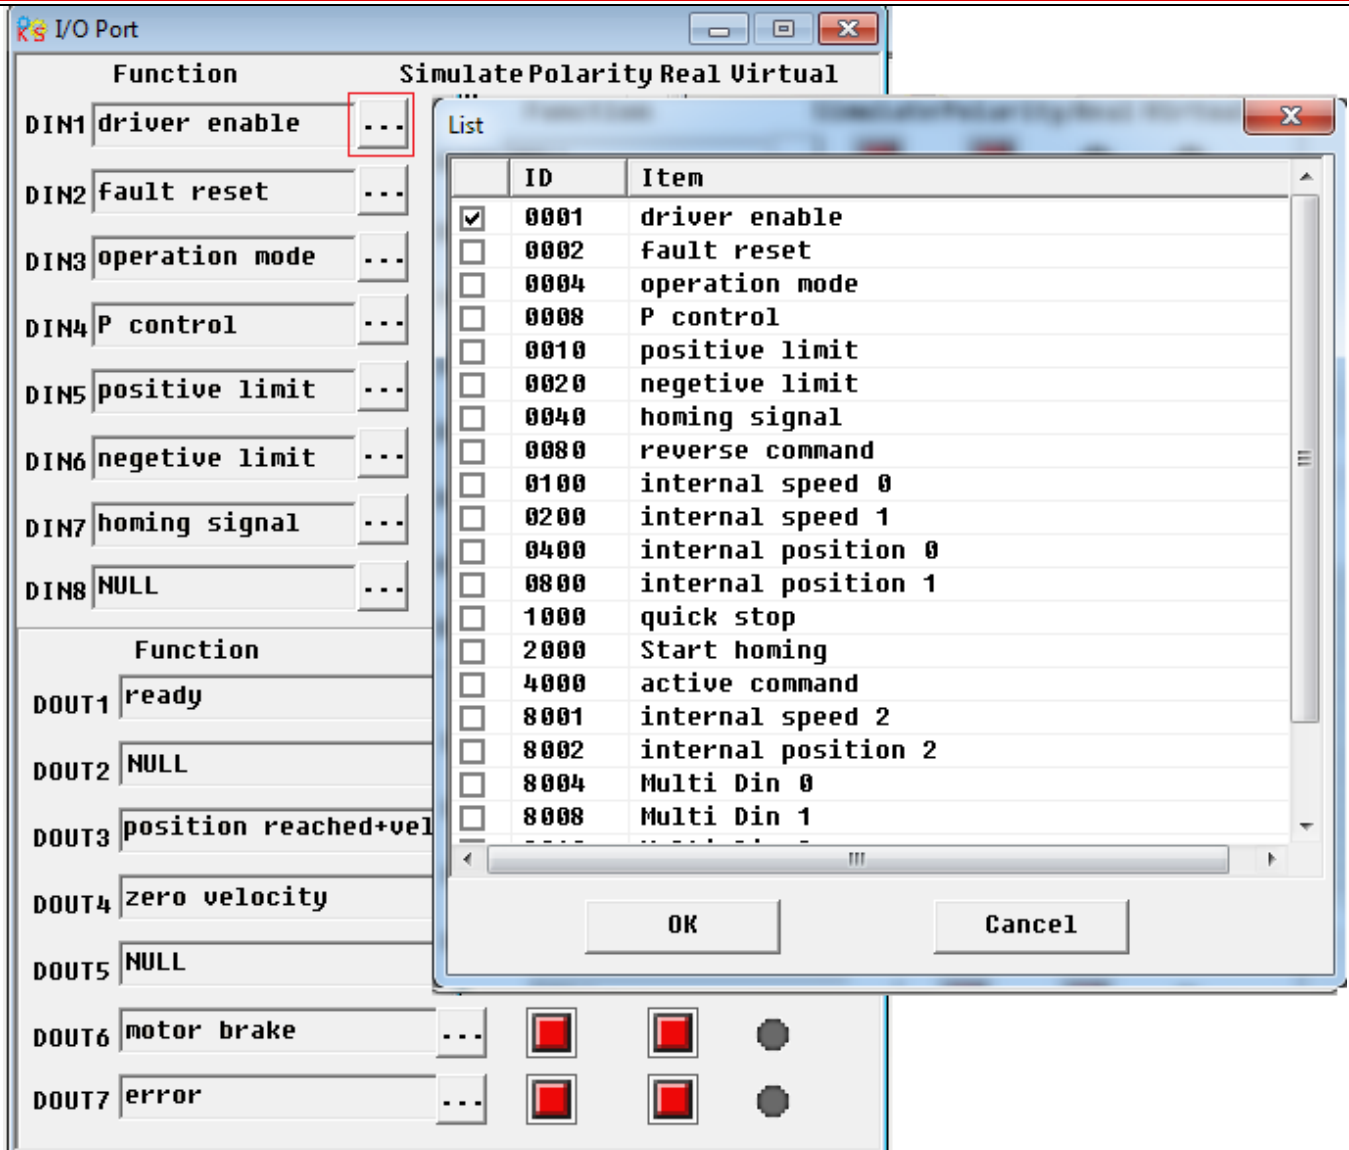 I/O Port
Function Simulate Polarity Real Virtual
DIN1 driver enable ...
DIN2 fault reset ...
DIN3 operation mode ...
DIN4 P control ...
DIN5 positive limit ...
DIN6 negetive limit ...
DIN7 homing signal ...
DIN8 NULL ...
Function
DOUT1 ready
DOUT2 NULL
DOUT3 position reached+vel
DOUT4 zero velocity
DOUT5 NULL
DOUT6 motor brake ...
DOUT7 error ...
List
ID Item
0001 driver enable
0002 fault reset
0004 operation mode
0008 P control
0010 positive limit
0020 negetive limit
0040 homing signal
0080 reverse command
0100 internal speed 0
0200 internal speed 1
0400 internal position 0
0800 internal position 1
1000 quick stop
2000 Start homing
4000 active command
8001 internal speed 2
8002 internal position 2
8004 Multi Din 0
8008 Multi Din 1
OK Cancel